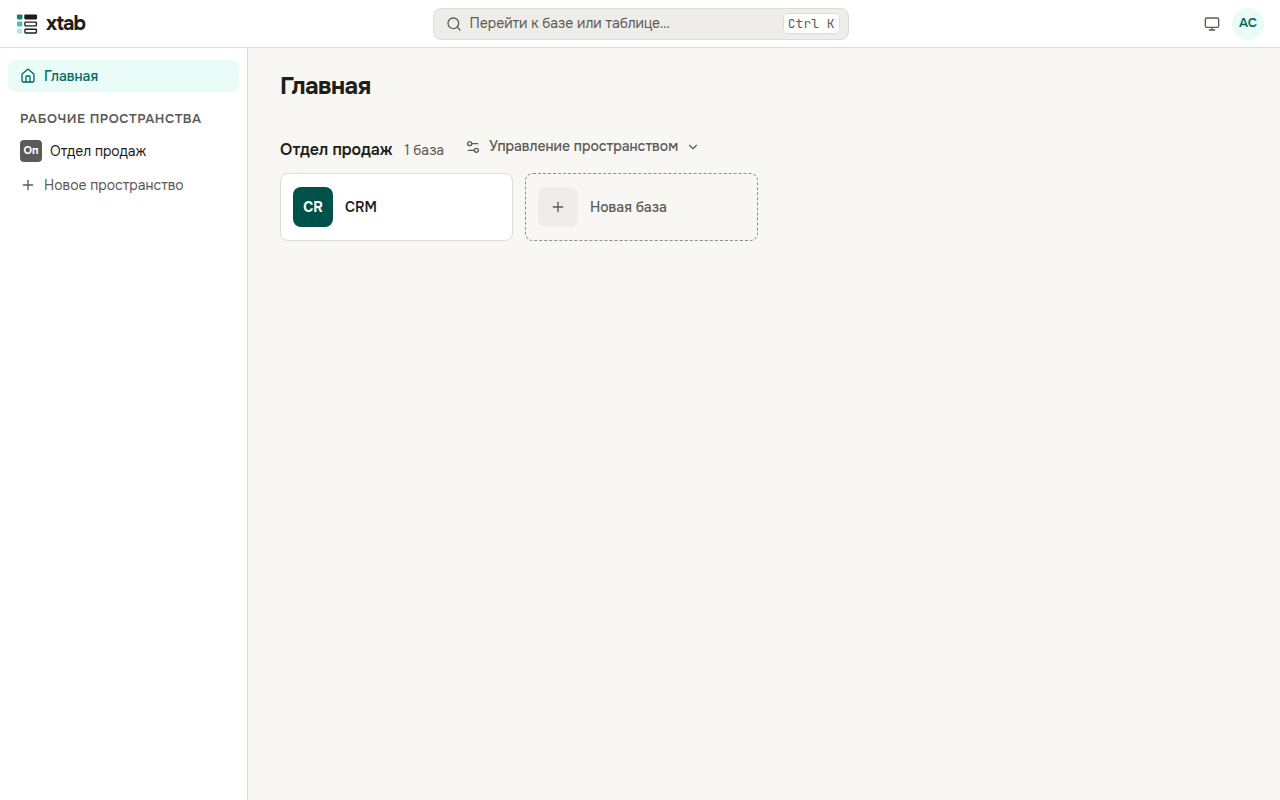 xtab
Перейти к базе или таблице...
Ctrl K
АС
Главная
РАБОЧИЕ ПРОСТРАНСТВА
Оп Отдел продаж
Новое пространство
Главная
Отдел продаж 1 база Управление пространством
CR CRM
Новая база